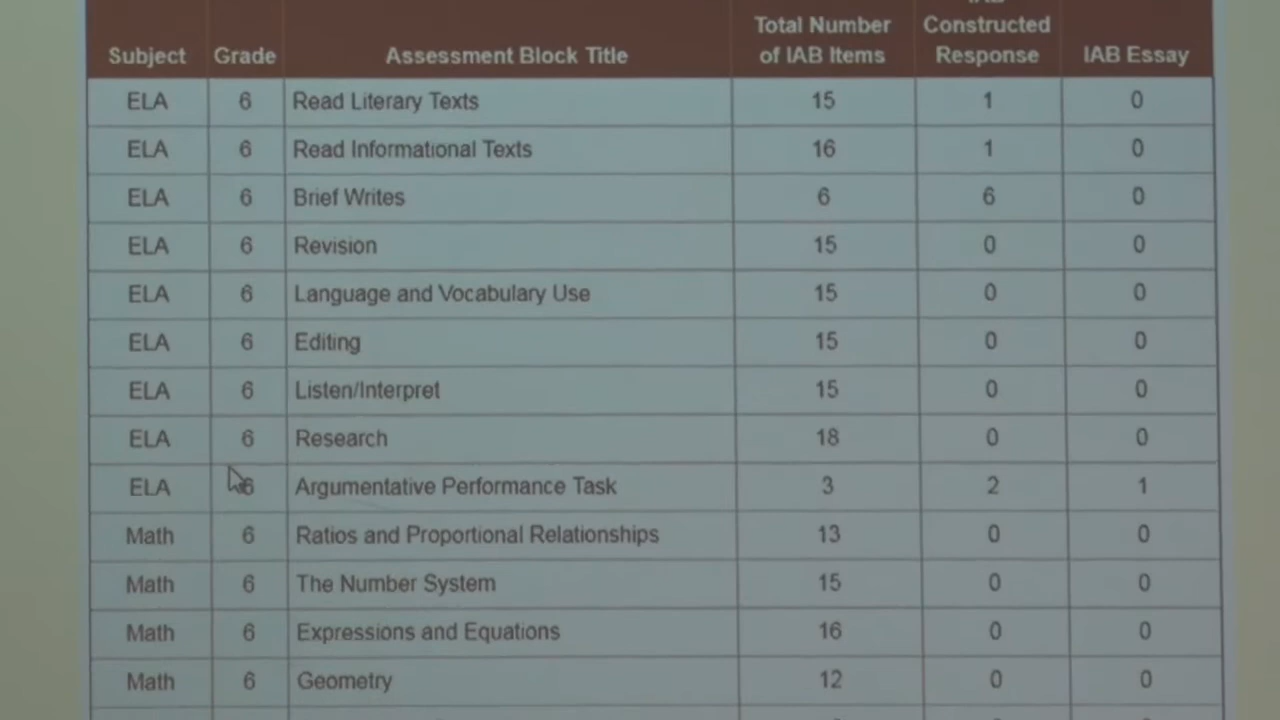 Subject Grade Assessment Block Title Total Number of IAB Items Constructed Response IAB Essay
ELA 6 Read Literary Texts 15 1 0
ELA 6 Read Informational Texts 16 1 0
ELA 6 Brief Writes 6 6 0
ELA 6 Revision 15 0 0
ELA 6 Language and Vocabulary Use 15 0 0
ELA 6 Editing 15 0 0
ELA 6 Listen/Interpret 15 0 0
ELA 6 Research 18 0 0
ELA 6 Argumentative Performance Task 3 2 1
Math 6 Ratios and Proportional Relationships 13 0 0
Math 6 The Number System 15 0 0
Math 6 Expressions and Equations 16 0 0
Math 6 Geometry 12 0 0